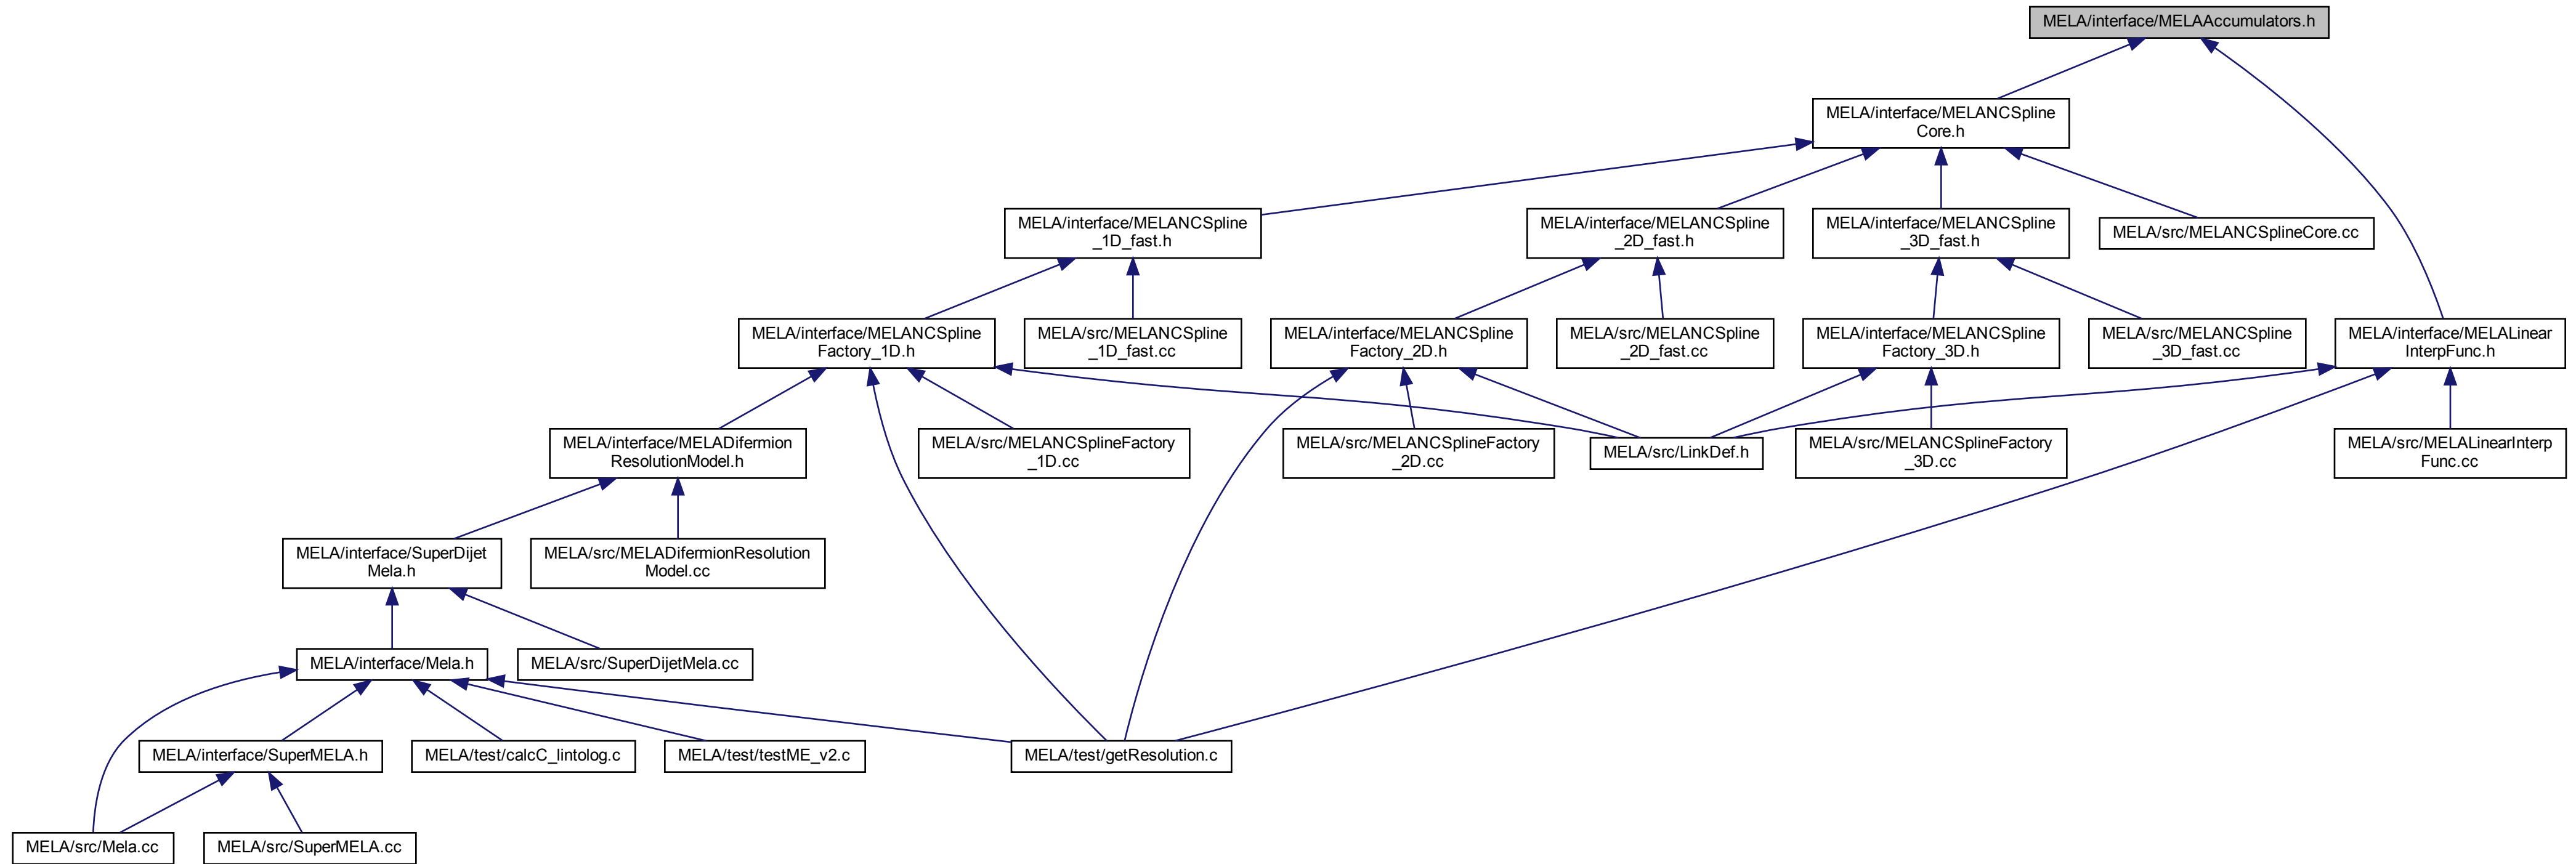 MELA/interface/MELAAccumulators.h
MELA/interface/MELANCSpline
Core.h
MELA/interface/MELANCSpline
_1D_fast.h
MELA/interface/MELANCSpline
_2D_fast.h
MELA/interface/MELANCSpline
_3D_fast.h
MELA/src/MELANCSplineCore.cc
MELA/interface/MELANCSpline
Factory_1D.h
MELA/src/MELANCSpline
_1D_fast.cc
MELA/interface/MELANCSpline
Factory_2D.h
MELA/src/MELANCSpline
_2D_fast.cc
MELA/interface/MELANCSpline
Factory_3D.h
MELA/src/MELANCSpline
_3D_fast.cc
MELA/interface/MELALinear
InterpFunc.h
MELA/interface/MELADifermion
ResolutionModel.h
MELA/src/MELANCSplineFactory
_1D.cc
MELA/src/MELANCSplineFactory
_2D.cc
MELA/src/LinkDef.h
MELA/src/MELANCSplineFactory
_3D.cc
MELA/src/MELALinearInterp
Func.cc
MELA/interface/SuperDijet
Mela.h
MELA/src/MELADifermionResolution
Model.cc
MELA/interface/Mela.h
MELA/src/SuperDijetMela.cc
MELA/interface/SuperMELA.h
MELA/test/calcC_lintolog.c
MELA/test/testME_v2.c
MELA/test/getResolution.c
MELA/src/Mela.cc
MELA/src/SuperMELA.cc